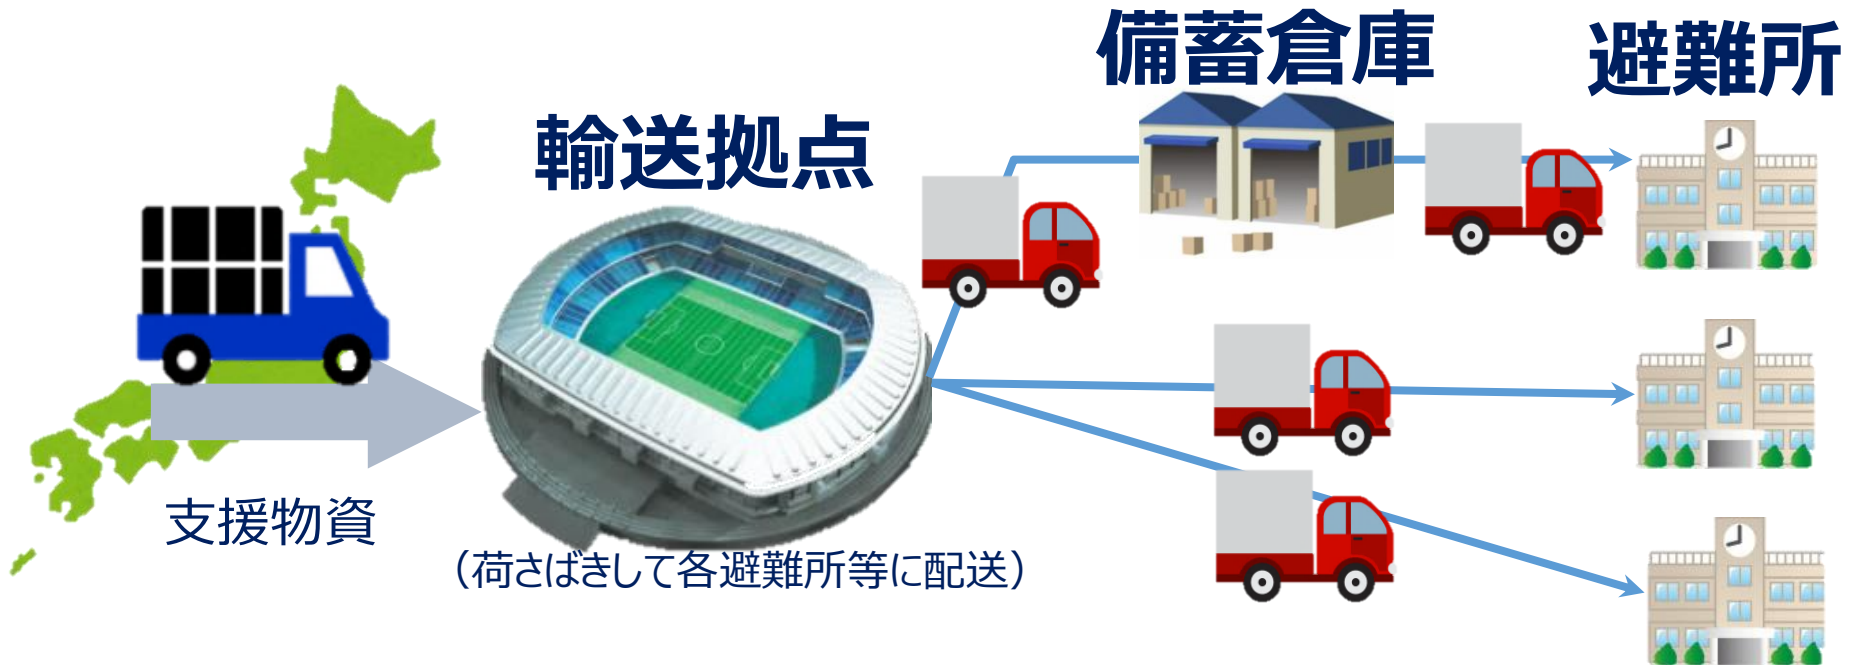 備蓄倉庫
避難所
輸送拠点
支援物資
（荷さばきして各避難所等に配送）